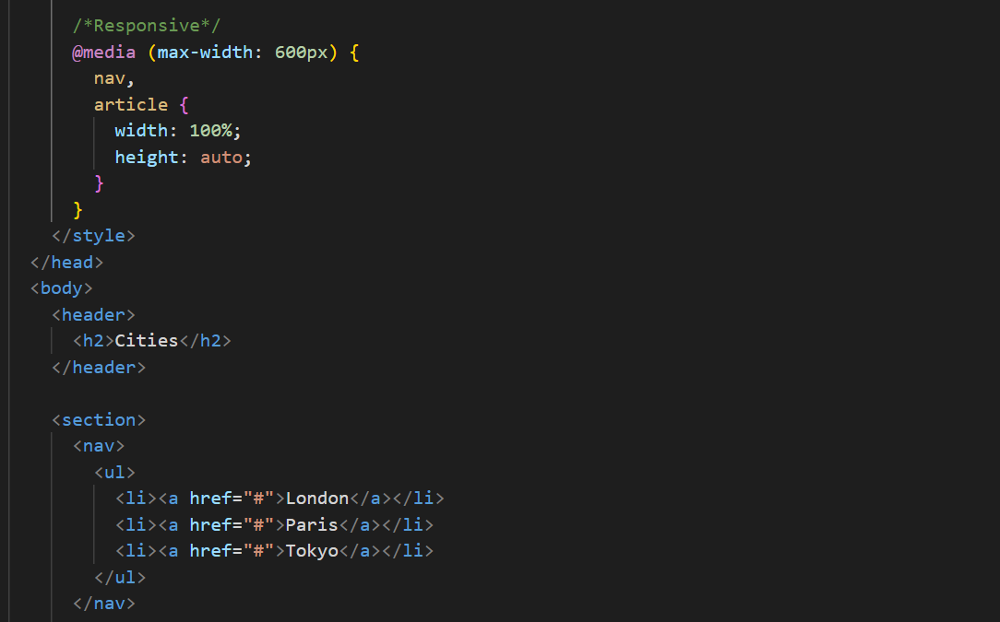 /*Responsive*/
@media (max-width: 600px) {
nav,
article {
width: 100%;
height: auto;
}
}
</style>
</head>
<body>
<header>
<h2>Cities</h2>
</header>
<section>
<nav>
<ul>
<li><a href="#">London</a></li>
<li><a href="#">Paris</a></li>
<li><a href="#">Tokyo</a></li>
</ul>
</nav>